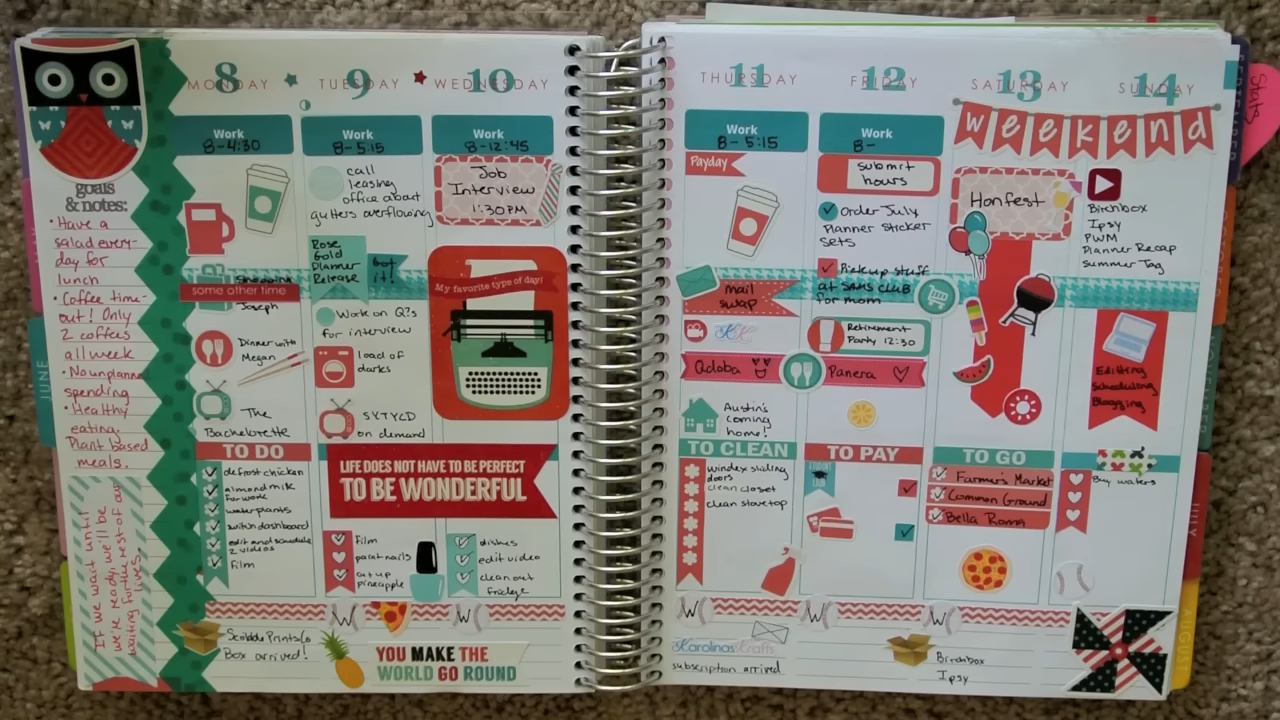 MONDAY 8
TUESDAY 9
WEDNESDAY 10
THURSDAY 11
FRIDAY 12
SATURDAY 13
SUNDAY 14
goals
& notes:
• Have a
salad every-
day for
lunch
• Coffee time-
out! Only
2 coffees
all week
• No unplanned
spending
• Healthy
eating.
Plant based
meals.
If we wait until
we're ready, we'll be
waiting for the rest of our
lives.
Work
8-4:30
Shopping
some other time
Joseph
Dinner with
Megan
The
Bachelorette
TO DO
defrost chicken
almond milk
for work
water plants
switch dashboard
edit and schedule
2 videos
Film
Scribble Prints Co
Box arrived!
Work
8-5:15
call
leasing
office about
gutters overflowing
Rose
Gold
Planner
Release
Got
it!
Work on Q?s
for interview
load of
darks
SYTYCD
on demand
LIFE DOES NOT HAVE TO BE PERFECT
TO BE WONDERFUL
Film
paint nails
cut up
pineapple
W
YOU MAKE THE
WORLD GO ROUND
Work
8-12:45
Job
Interview
1:30PM
My favorite type of day!
dishes
edit video
clean out
fridge
W
Work
8-5:15
Payday
mail
swap
Qdoba
Austin's
coming
home!
TO CLEAN
windex sliding
doors
clean closet
clean stovetop
W
KarolinasKrafts
subscription arrived
Work
8-
submit
hours
Order July
Planner sticker
sets
Pickup stuff
at SAMS CLUB
for mom
Retirement
Party 12:30
Panera
TO PAY
STUDENT
W
weekend
Honfest
TO GO
Farmer's Market
Common Ground
Bella Roma
W
Birchbox
Ipsy
Birchbox
Ipsy
PWM
Planner Recap
Summer Tag
Editing
Scheduling
Blogging
Buy waters
JUNE
JULY
AUGUST
SEPTEMBER